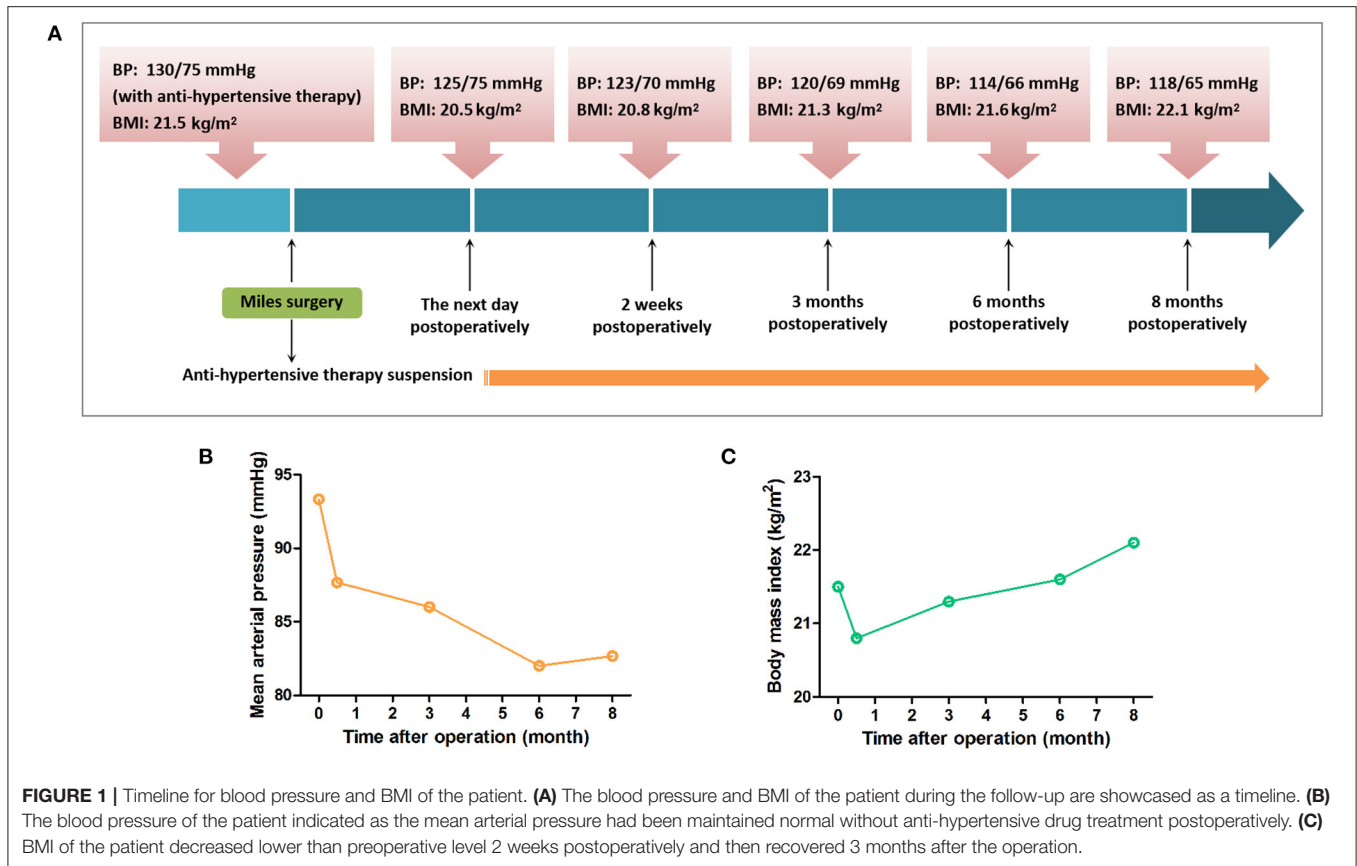 A
BP: 130/75 mmHg
(with anti-hypertensive therapy)
BMI: 21.5 kg/m²
BP: 125/75 mmHg
BMI: 20.5 kg/m²
BP: 123/70 mmHg
BMI: 20.8 kg/m²
BP: 120/69 mmHg
BMI: 21.3 kg/m²
BP: 114/66 mmHg
BMI: 21.6 kg/m²
BP: 118/65 mmHg
BMI: 22.1 kg/m²
Miles surgery
The next day
postoperatively
2 weeks
postoperatively
3 months
postoperatively
6 months
postoperatively
8 months
postoperatively
Anti-hypertensive therapy suspension
B
Mean arterial pressure (mmHg)
95
90
85
80
0 1 2 3 4 5 6 7 8
Time after operation (month)
C
Body mass index (kg/m²)
23
22
21
20
0 1 2 3 4 5 6 7 8
Time after operation (month)
FIGURE 1 | Timeline for blood pressure and BMI of the patient. (A) The blood pressure and BMI of the patient during the follow-up are showcased as a timeline. (B)
The blood pressure of the patient indicated as the mean arterial pressure had been maintained normal without anti-hypertensive drug treatment postoperatively. (C)
BMI of the patient decreased lower than preoperative level 2 weeks postoperatively and then recovered 3 months after the operation.